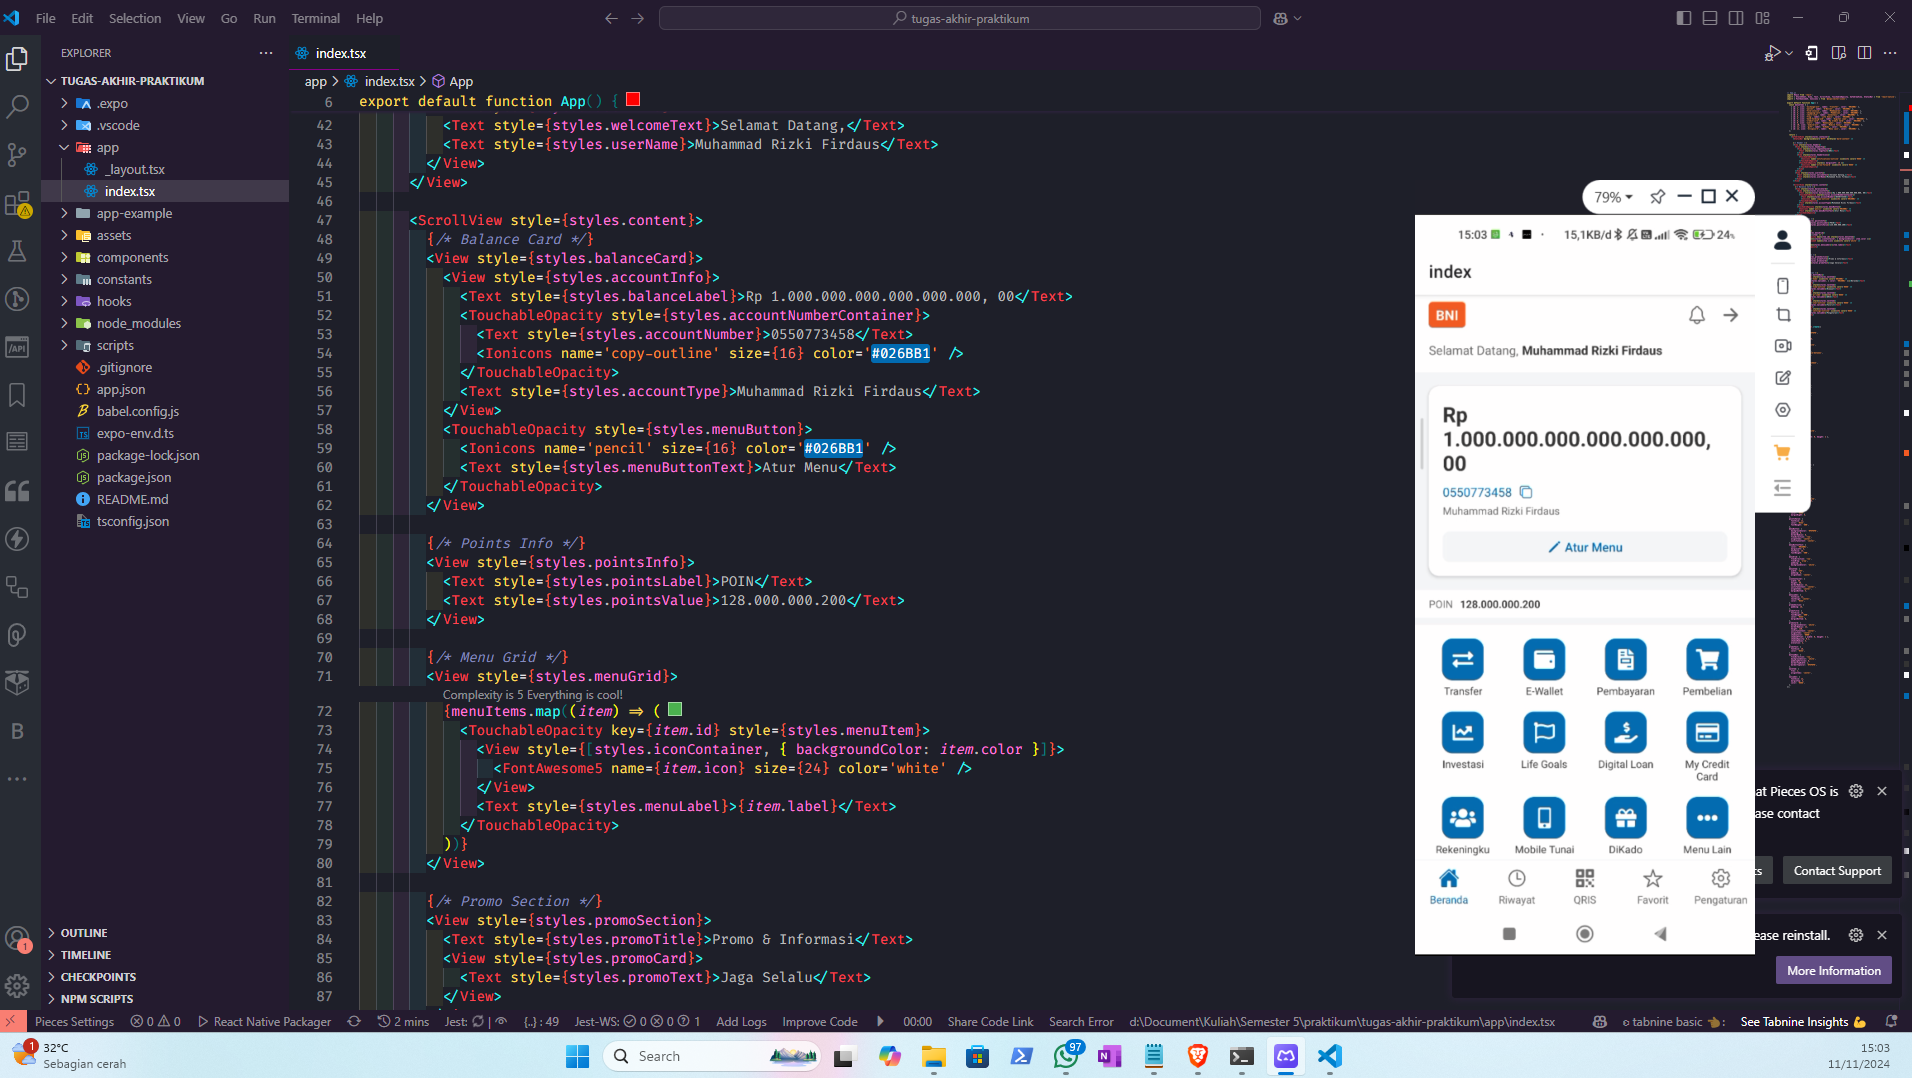 File Edit Selection View Go Run Terminal Help
tugas-akhir-praktikum
EXPLORER
TUGAS-AKHIR-PRAKTIKUM
.expo
.vscode
app
_layout.tsx
index.tsx
app-example
assets
components
constants
hooks
node_modules
scripts
.gitignore
app.json
babel.config.js
expo-env.d.ts
package-lock.json
package.json
README.md
tsconfig.json
OUTLINE
TIMELINE
CHECKPOINTS
NPM SCRIPTS
index.tsx
app > index.tsx > App
6 export default function App() {
42 <Text style={styles.welcomeText}>Selamat Datang,</Text>
43 <Text style={styles.userName}>Muhammad Rizki Firdaus</Text>
44 </View>
45 </View>
46
47 <ScrollView style={styles.content}>
48 {/* Balance Card */}
49 <View style={styles.balanceCard}>
50 <View style={styles.accountInfo}>
51 <Text style={styles.balanceLabel}>Rp 1.000.000.000.000.000.000, 00</Text>
52 <TouchableOpacity style={styles.accountNumberContainer}>
53 <Text style={styles.accountNumber}>0550773458</Text>
54 <Ionicons name='copy-outline' size={16} color='#026BB1' />
55 </TouchableOpacity>
56 <Text style={styles.accountType}>Muhammad Rizki Firdaus</Text>
57 </View>
58 <TouchableOpacity style={styles.menuButton}>
59 <Ionicons name='pencil' size={16} color='#026BB1' />
60 <Text style={styles.menuButtonText}>Atur Menu</Text>
61 </TouchableOpacity>
62 </View>
63
64 {/* Points Info */}
65 <View style={styles.pointsInfo}>
66 <Text style={styles.pointsLabel}>POIN</Text>
67 <Text style={styles.pointsValue}>128.000.000.200</Text>
68 </View>
69
70 {/* Menu Grid */}
71 <View style={styles.menuGrid}>
Complexity is 5 Everything is cool!
72 {menuItems.map((item) => (
73 <TouchableOpacity key={item.id} style={styles.menuItem}>
74 <View style={[styles.iconContainer, { backgroundColor: item.color }]}>
75 <FontAwesome5 name={item.icon} size={24} color='white' />
76 </View>
77 <Text style={styles.menuLabel}>{item.label}</Text>
78 </TouchableOpacity>
79 ))}
80 </View>
81
82 {/* Promo Section */}
83 <View style={styles.promoSection}>
84 <Text style={styles.promoTitle}>Promo & Informasi</Text>
85 <View style={styles.promoCard}>
86 <Text style={styles.promoText}>Jaga Selalu</Text>
87 </View>
79%
15:03 15,1KB/d 24%
index
BNI
Selamat Datang, Muhammad Rizki Firdaus
Rp
1.000.000.000.000.000.000,
00
0550773458
Muhammad Rizki Firdaus
Atur Menu
POIN 128.000.000.200
Transfer E-Wallet Pembayaran Pembelian
Investasi Life Goals Digital Loan My Credit Card
Rekeningku Mobile Tunai DiKado Menu Lain
Beranda Riwayat QRIS Favorit Pengaturan
at Pieces OS is
ase contact
ts Contact Support
ease reinstall.
More Information
Pieces Settings 0 0 React Native Packager 2 mins Jest: {..} : 49 Jest-WS: 0 0 1 Add Logs Improve Code 00:00 Share Code Link Search Error d:\Document\Kuliah\Semester 5\praktikum\tugas-akhir-praktikum\app\index.tsx tabnine basic See Tabnine Insights
1
32°C
Sebagian cerah
Search
97
15:03
11/11/2024